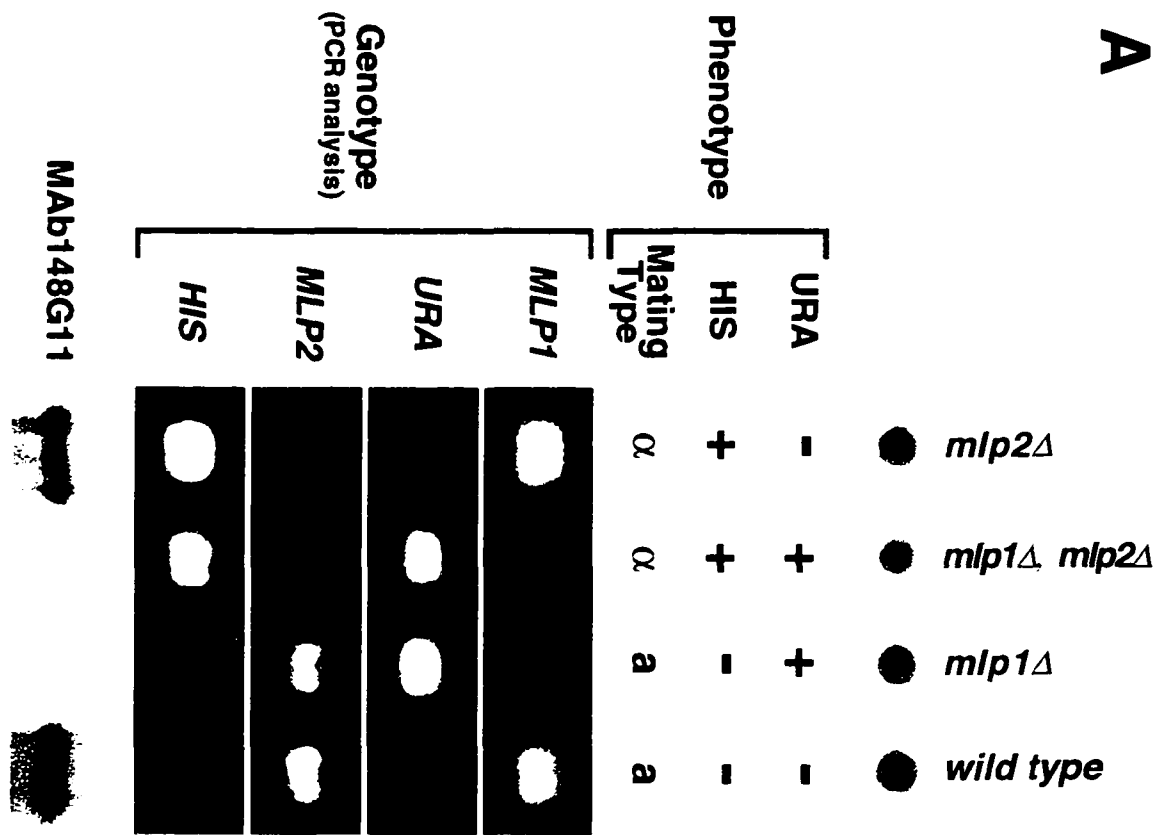 A
mlp2Δ
mlp1Δ, mlp2Δ
mlp1Δ
wild type
Phenotype
URA - + + -
HIS + + - -
Mating
Type α α a a
Genotype
(PCR analysis)
MLP1
URA
MLP2
HIS
MAb148G11